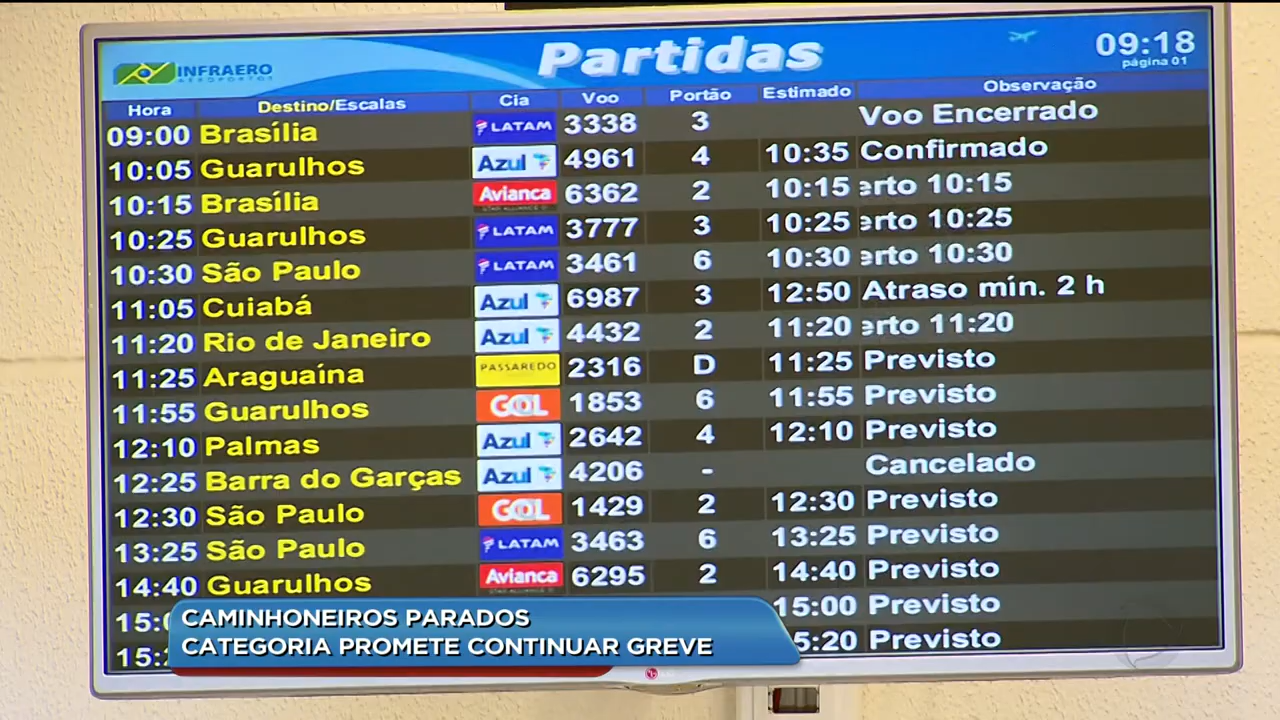 INFRAERO
AEROPORTOS
Partidas
09:18
página 01
Hora Destino/Escalas Cia Voo Portão Estimado Observação
09:00 Brasília LATAM 3338 3 Voo Encerrado
10:05 Guarulhos Azul 4961 4 10:35 Confirmado
10:15 Brasília Avianca 6362 2 10:15 erto 10:15
10:25 Guarulhos LATAM 3777 3 10:25 erto 10:25
10:30 São Paulo LATAM 3461 6 10:30 erto 10:30
11:05 Cuiabá Azul 6987 3 12:50 Atraso mín. 2 h
11:20 Rio de Janeiro Azul 4432 2 11:20 erto 11:20
11:25 Araguaína PASSAREDO 2316 D 11:25 Previsto
11:55 Guarulhos GOL 1853 6 11:55 Previsto
12:10 Palmas Azul 2642 4 12:10 Previsto
12:25 Barra do Garças Azul 4206 - Cancelado
12:30 São Paulo GOL 1429 2 12:30 Previsto
13:25 São Paulo LATAM 3463 6 13:25 Previsto
14:40 Guarulhos Avianca 6295 2 14:40 Previsto
15:0 15:00 Previsto
15:2 5:20 Previsto
CAMINHONEIROS PARADOS
CATEGORIA PROMETE CONTINUAR GREVE
LG